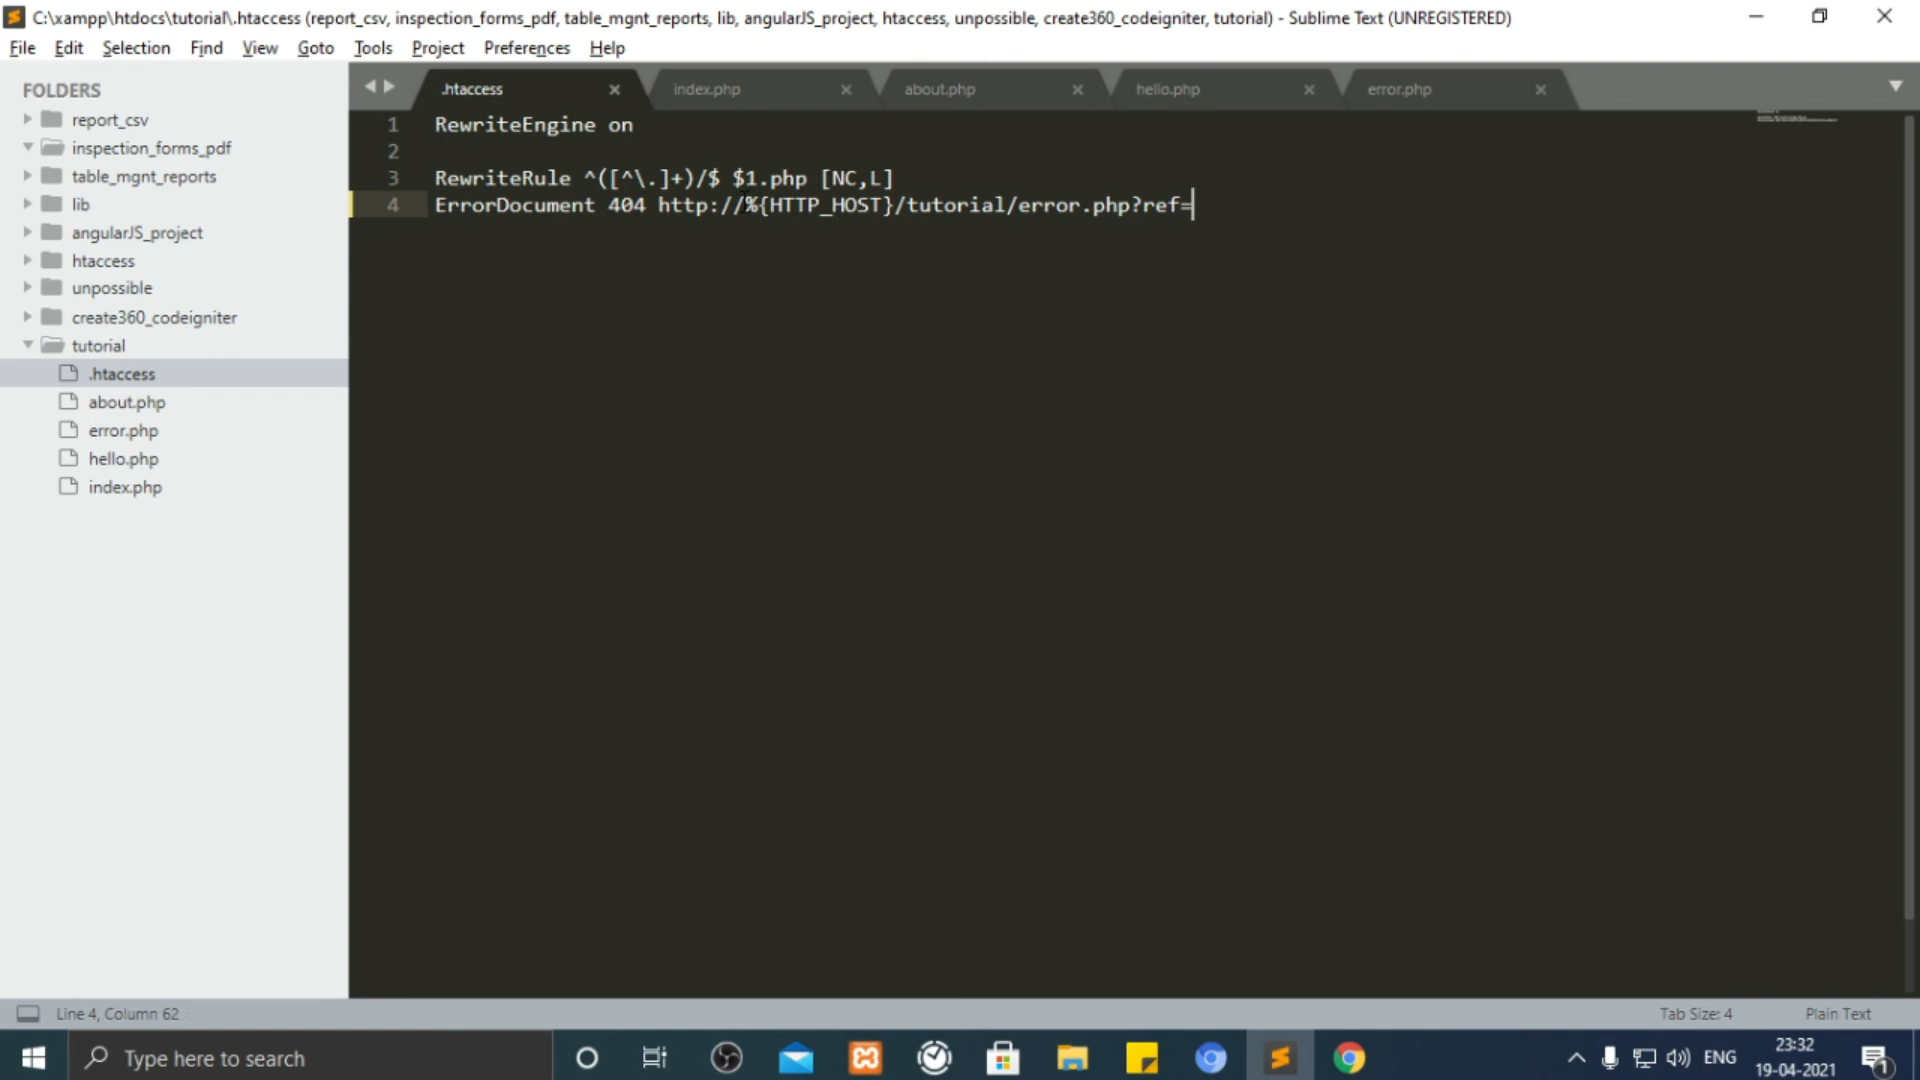 C:\xampp\htdocs\tutorial\.htaccess (report_csv, inspection_forms_pdf, table_mgnt_reports, lib, angularJS_project, htaccess, unpossible, create360_codeigniter, tutorial) - Sublime Text (UNREGISTERED)
File Edit Selection Find View Goto Tools Project Preferences Help
FOLDERS
report_csv
inspection_forms_pdf
table_mgnt_reports
lib
angularJS_project
htaccess
unpossible
create360_codeigniter
tutorial
.htaccess
about.php
error.php
hello.php
index.php
.htaccess index.php about.php hello.php error.php
1 RewriteEngine on
2
3 RewriteRule ^([^\.]+)/$ $1.php [NC,L]
4 ErrorDocument 404 http://%{HTTP_HOST}/tutorial/error.php?ref=
Line 4, Column 62 Tab Size: 4 Plain Text
Type here to search ENG 23:32
19-04-2021
1